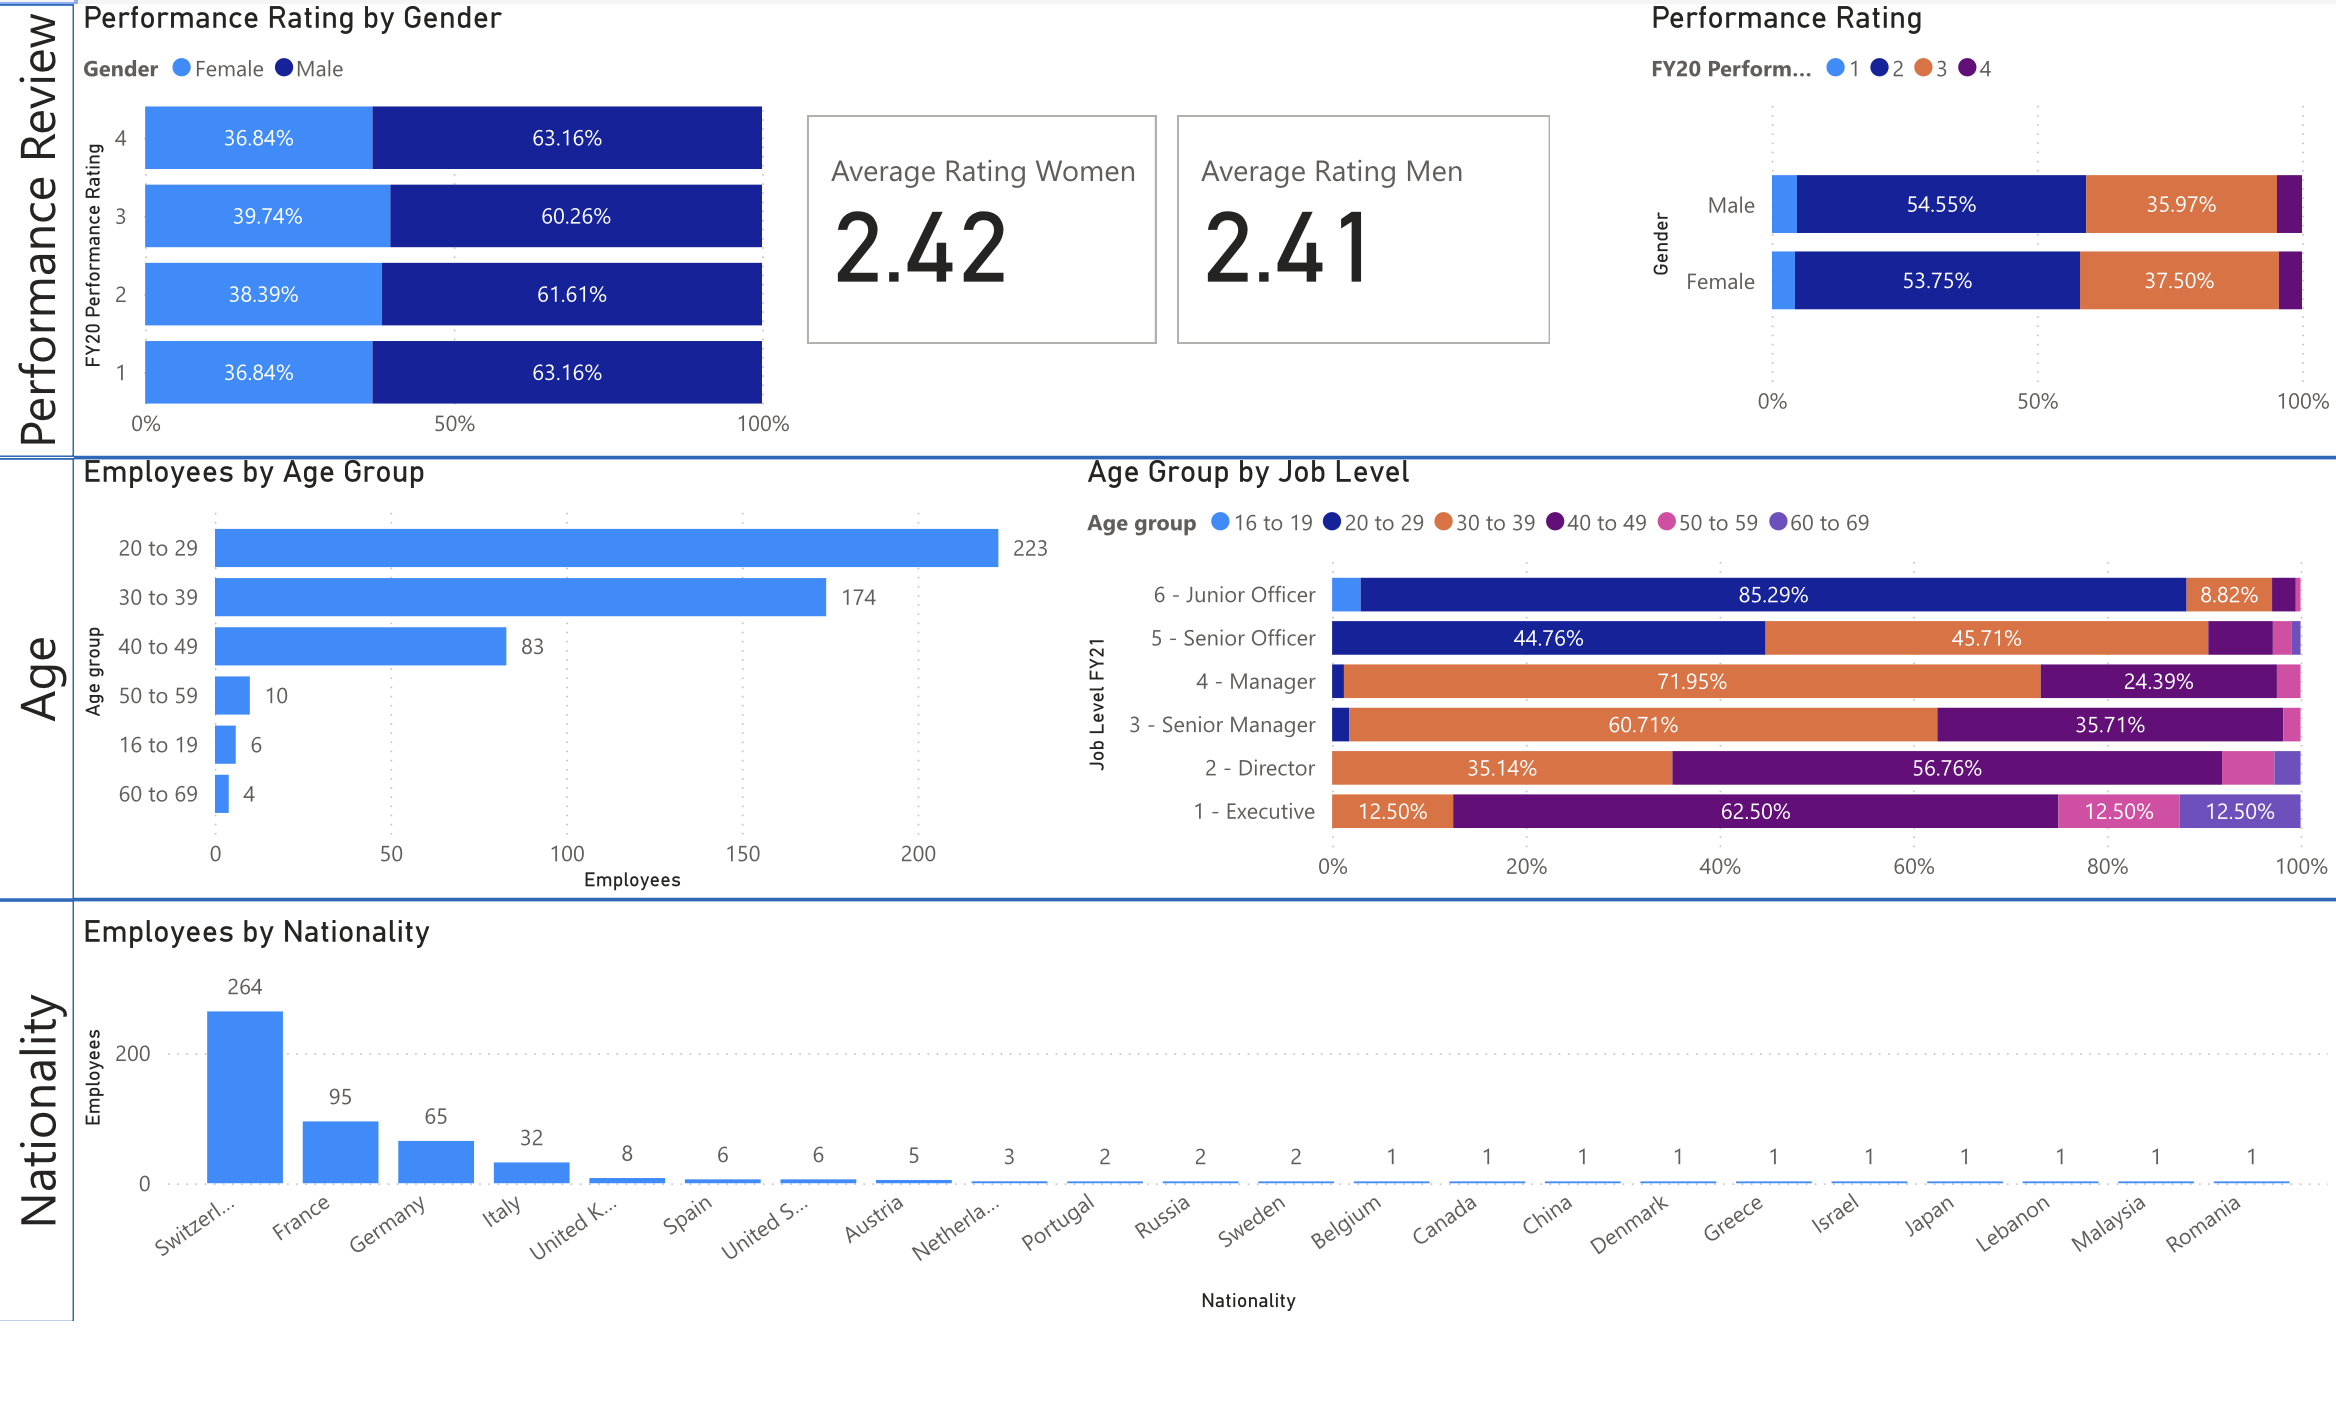 Performance Review
Performance Rating by Gender
Gender Female Male
FY20 Performance Rating
4 36.84% 63.16%
3 39.74% 60.26%
2 38.39% 61.61%
1 36.84% 63.16%
0% 50% 100%
Average Rating Women
2.42
Average Rating Men
2.41
Performance Rating
FY20 Perform... 1 2 3 4
Gender
Male 54.55% 35.97%
Female 53.75% 37.50%
0% 50% 100%
Age
Employees by Age Group
Age group
20 to 29 223
30 to 39 174
40 to 49 83
50 to 59 10
16 to 19 6
60 to 69 4
0 50 100 150 200
Employees
Age Group by Job Level
Age group 16 to 19 20 to 29 30 to 39 40 to 49 50 to 59 60 to 69
Job Level FY21
6 - Junior Officer 85.29% 8.82%
5 - Senior Officer 44.76% 45.71%
4 - Manager 71.95% 24.39%
3 - Senior Manager 60.71% 35.71%
2 - Director 35.14% 56.76%
1 - Executive 12.50% 62.50% 12.50% 12.50%
0% 20% 40% 60% 80% 100%
Nationality
Employees by Nationality
Employees
200
0
264 95 65 32 8 6 6 5 3 2 2 2 1 1 1 1 1 1 1 1 1 1
Switzerl... France Germany Italy United K... Spain United S... Austria Netherla... Portugal Russia Sweden Belgium Canada China Denmark Greece Israel Japan Lebanon Malaysia Romania
Nationality